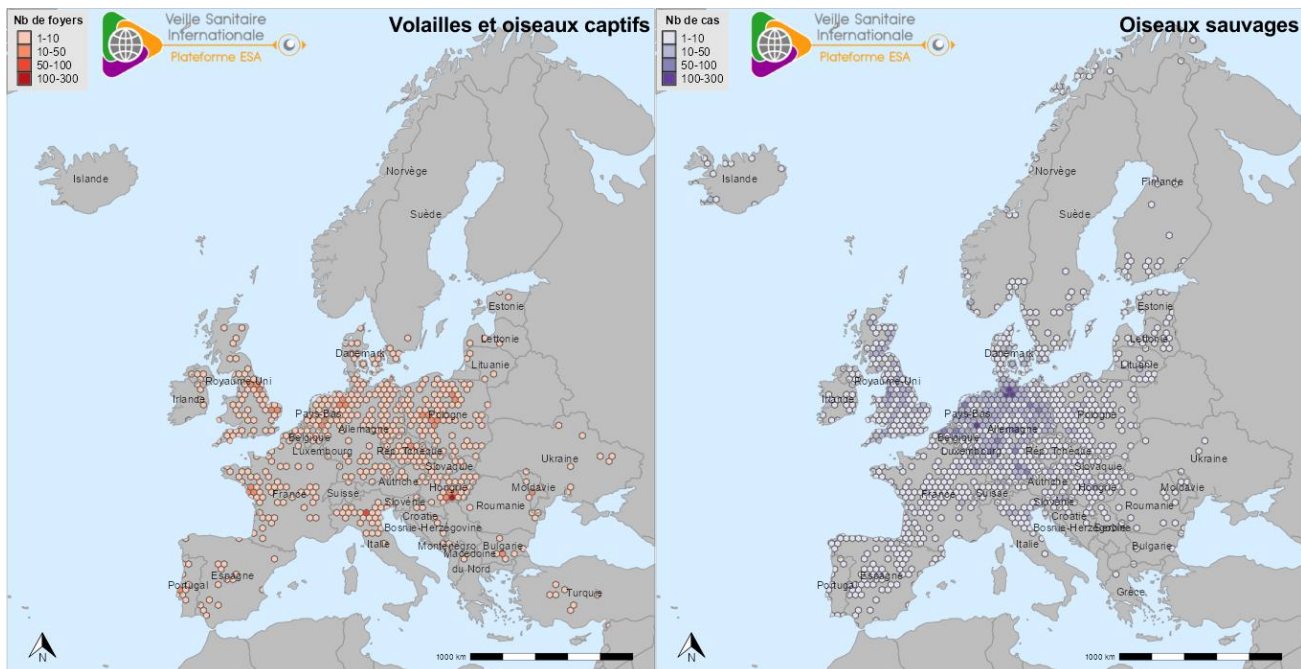 Nb de foyers
1-10
10-50
50-100
100-300
Veille Sanitaire
Internationale
Plateforme ESA
Volailles et oiseaux captifs
Islande
Norvège
Suède
Estonie
Lettonie
Danemark
Lituanie
Royaume-Uni
Irlande
Pays-Bas
Pologne
Allemagne
Belgique
Luxembourg
Rép. Tchèque
Slovaquie
Ukraine
Autriche
Hongrie
Moldavie
France
Suisse
Slovénie
Roumanie
Croatie
Bosnie-Herzégovine
Italie
Monténégro
Bulgarie
Macédoine
du Nord
Portugal
Espagne
Turquie
N
1000 km
Nb de cas
1-10
10-50
50-100
100-300
Veille Sanitaire
Internationale
Plateforme ESA
Oiseaux sauvages
Islande
Norvège
Finlande
Suède
Estonie
Lettonie
Danemark
Lituanie
Royaume-Uni
Irlande
Pays-Bas
Pologne
Allemagne
Belgique
Luxembourg
Rép. Tchèque
Slovaquie
Ukraine
Autriche
Hongrie
Moldavie
France
Suisse
Slovénie
Roumanie
Croatie
Bosnie-Herzégovine
Italie
Bulgarie
Portugal
Espagne
Grèce
N
1000 km